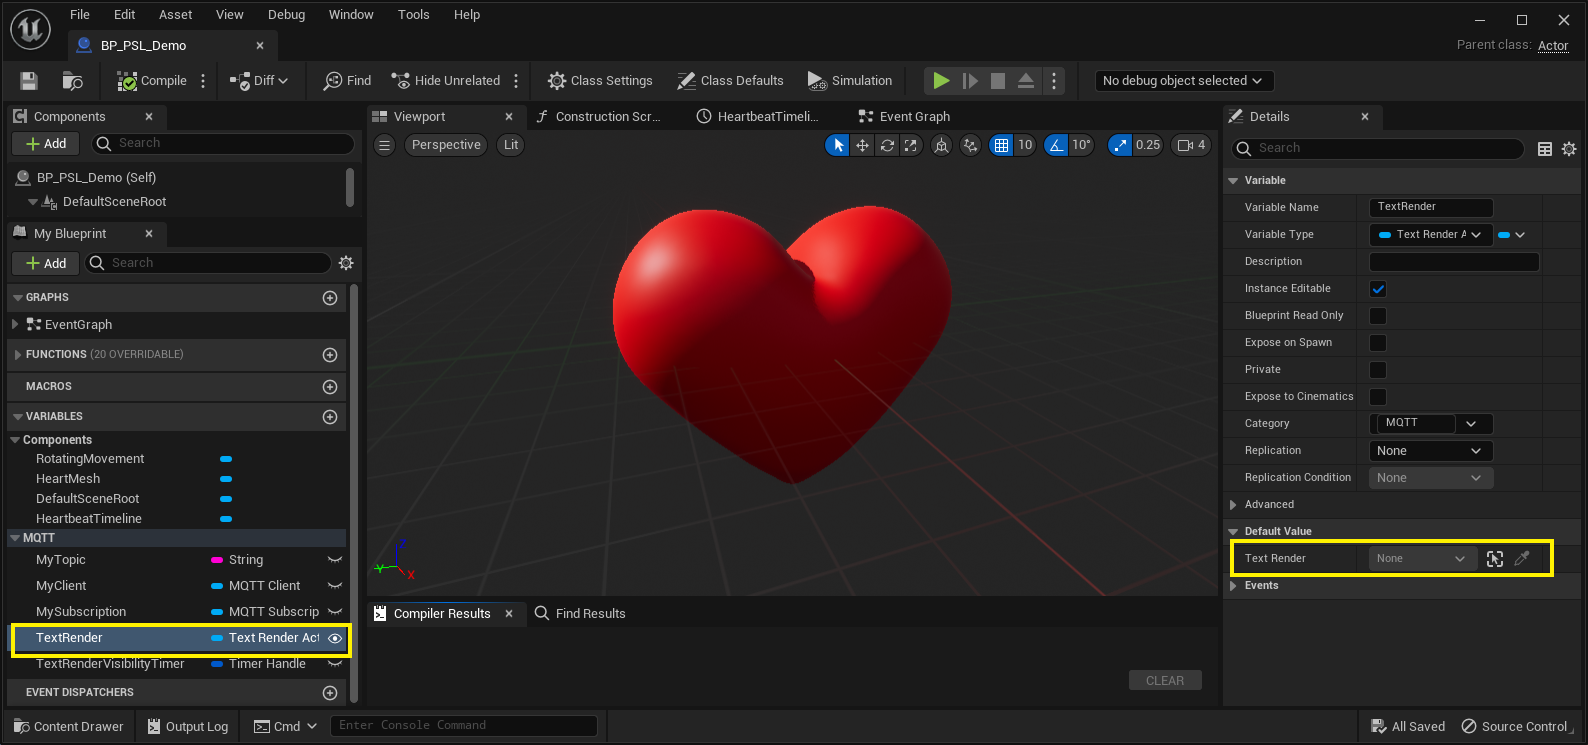 File Edit Asset View Debug Window Tools Help
BP_PSL_Demo
Parent class: Actor
Compile Diff Find Hide Unrelated Class Settings Class Defaults Simulation No debug object selected
Components
Add Search
BP_PSL_Demo (Self)
DefaultSceneRoot
My Blueprint
Add Search
GRAPHS
EventGraph
FUNCTIONS (20 OVERRIDABLE)
MACROS
VARIABLES
Components
RotatingMovement
HeartMesh
DefaultSceneRoot
HeartbeatTimeline
MQTT
MyTopic String
MyClient MQTT Client
MySubscription MQTT Subscrip
TextRender Text Render Act
TextRenderVisibilityTimer Timer Handle
EVENT DISPATCHERS
Viewport Construction Scr... HeartbeatTimeli... Event Graph
Perspective Lit 10 10° 0.25 4
Z
Y
X
Compiler Results Find Results
CLEAR
Details
Search
Variable
Variable Name TextRender
Variable Type Text Render A
Description
Instance Editable
Blueprint Read Only
Expose on Spawn
Private
Expose to Cinematics
Category MQTT
Replication None
Replication Condition None
Advanced
Default Value
Text Render None
Events
Content Drawer Output Log Cmd Enter Console Command All Saved Source Control